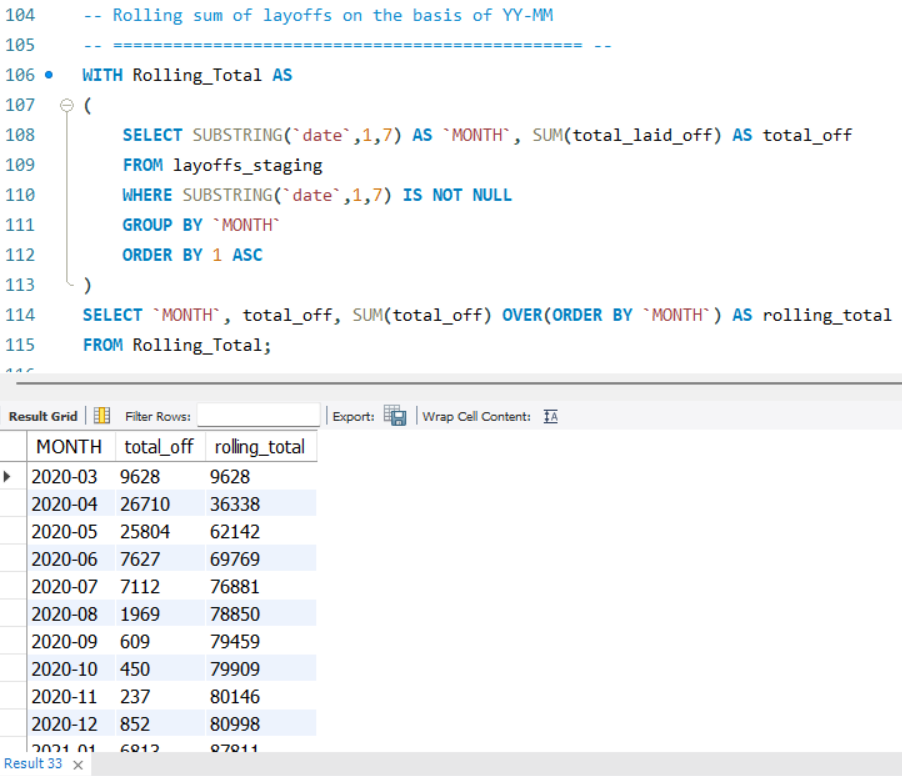 104 -- Rolling sum of layoffs on the basis of YY-MM
105 -- =============================================== --
106 WITH Rolling_Total AS
107 (
108 SELECT SUBSTRING(`date`,1,7) AS `MONTH`, SUM(total_laid_off) AS total_off
109 FROM layoffs_staging
110 WHERE SUBSTRING(`date`,1,7) IS NOT NULL
111 GROUP BY `MONTH`
112 ORDER BY 1 ASC
113 )
114 SELECT `MONTH`, total_off, SUM(total_off) OVER(ORDER BY `MONTH`) AS rolling_total
115 FROM Rolling_Total;
Result Grid Filter Rows: Export: Wrap Cell Content: IA
MONTH total_off rolling_total
2020-03 9628 9628
2020-04 26710 36338
2020-05 25804 62142
2020-06 7627 69769
2020-07 7112 76881
2020-08 1969 78850
2020-09 609 79459
2020-10 450 79909
2020-11 237 80146
2020-12 852 80998
2021-01 6813 87811
Result 33 ×